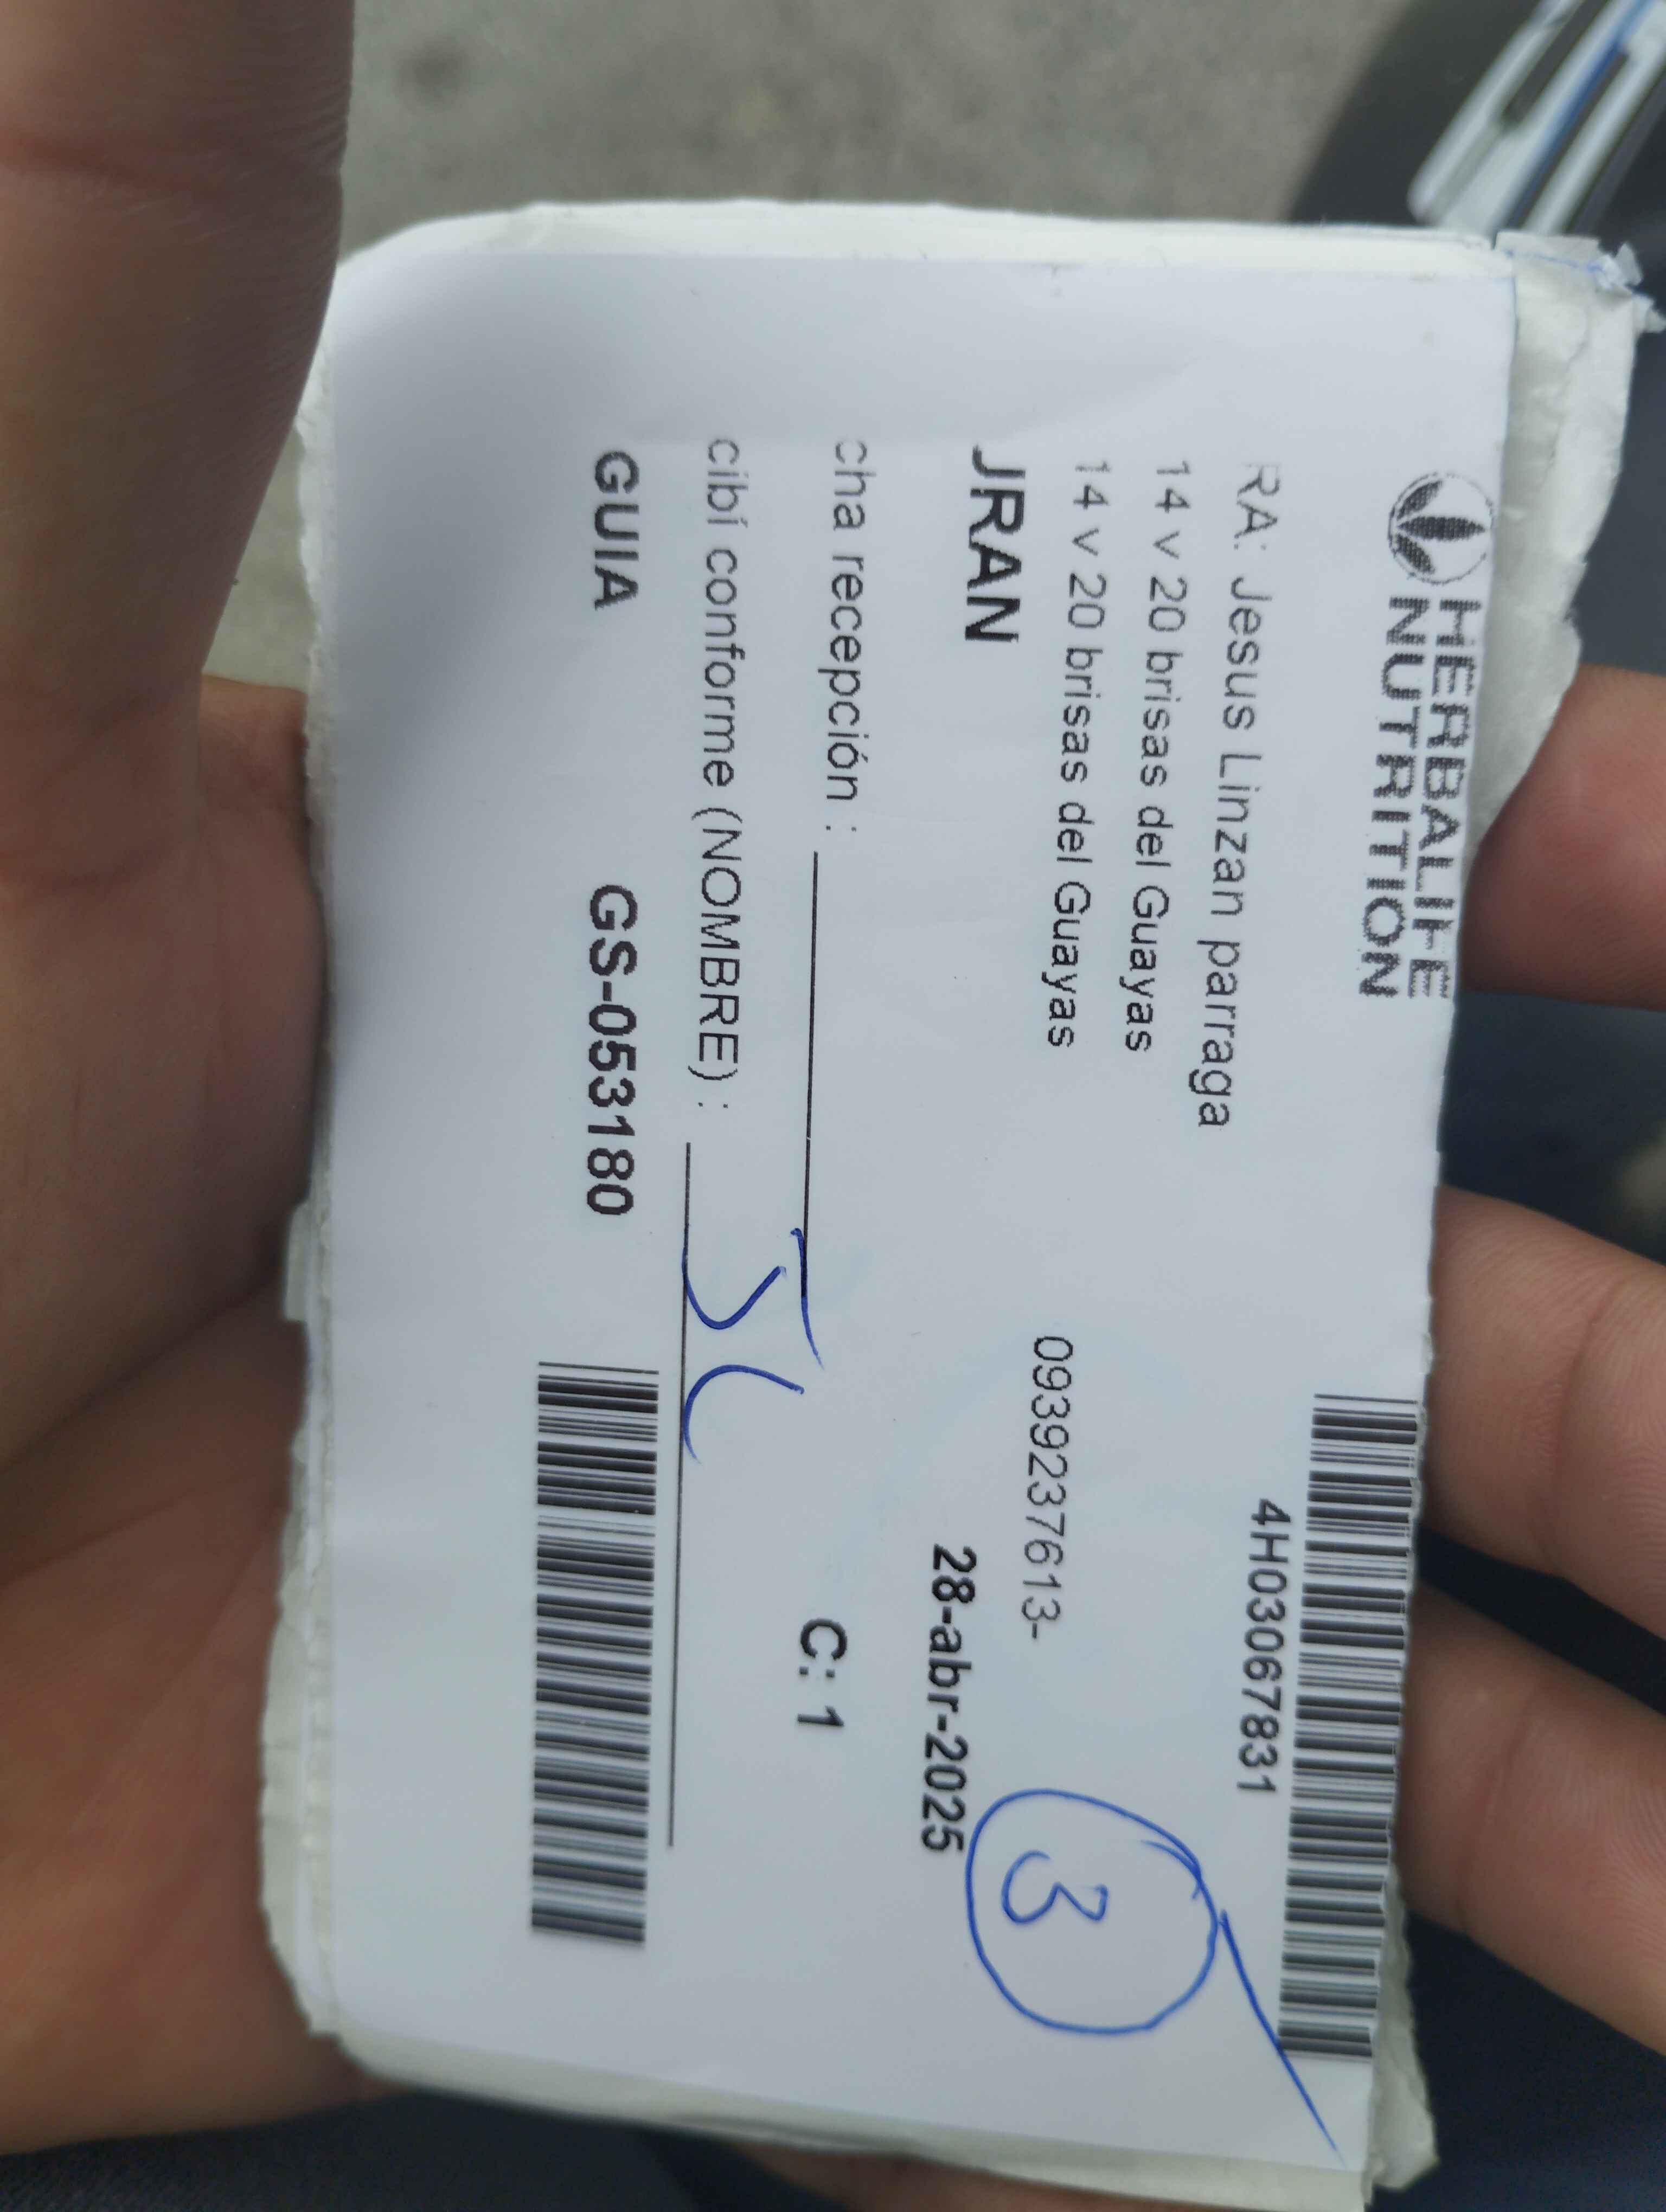 HERBALIFE
NUTRITION
4H03067831
RA: Jesus Linzan parraga
14 v 20 brisas del Guayas
14 v 20 brisas del Guayas
0939237613-
3
JRAN
28-abr-2025
cha recepción :
C: 1
cibí conforme (NOMBRE) :
GUIA
GS-053180